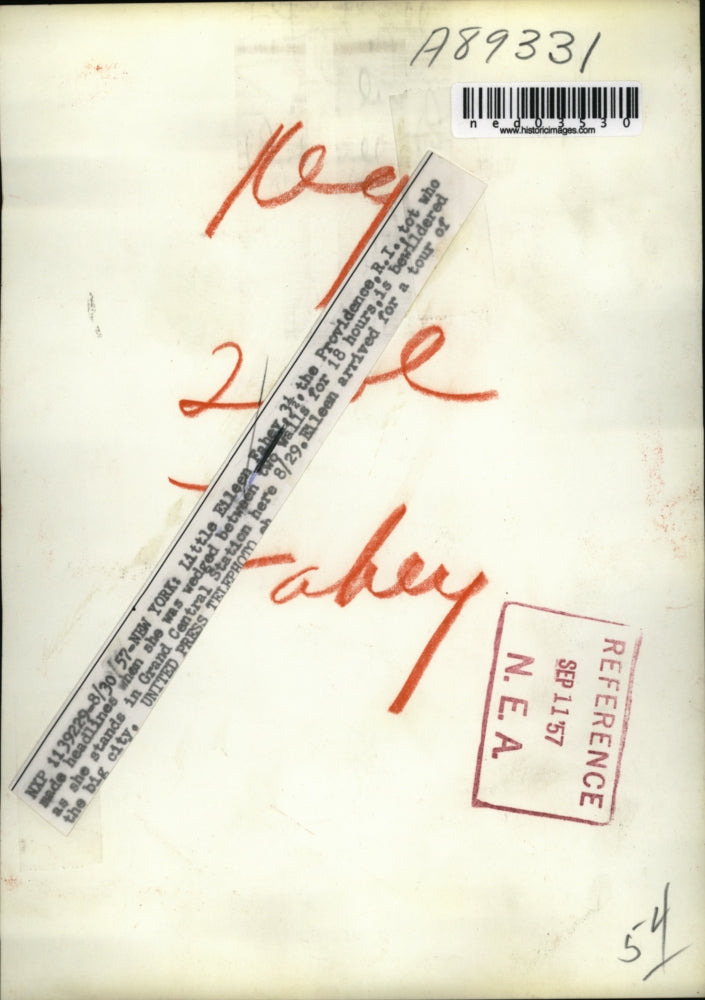 A89331
ned03530
www.historicimages.com
Neg
2 el
Fahey
NXP 1139229-8/30/57-NEW YORK: Little Eileen Fahey, 3½, the Providence, R.I., tot who
made headlines when she was wedged between two walls for 18 hours, is bewildered
as she stands in Grand Central Station here 8/29. Eileen arrived for a tour of
the big city. UNITED PRESS TELEPHOTO
REFERENCE
SEP 11 '57
N. E. A
54